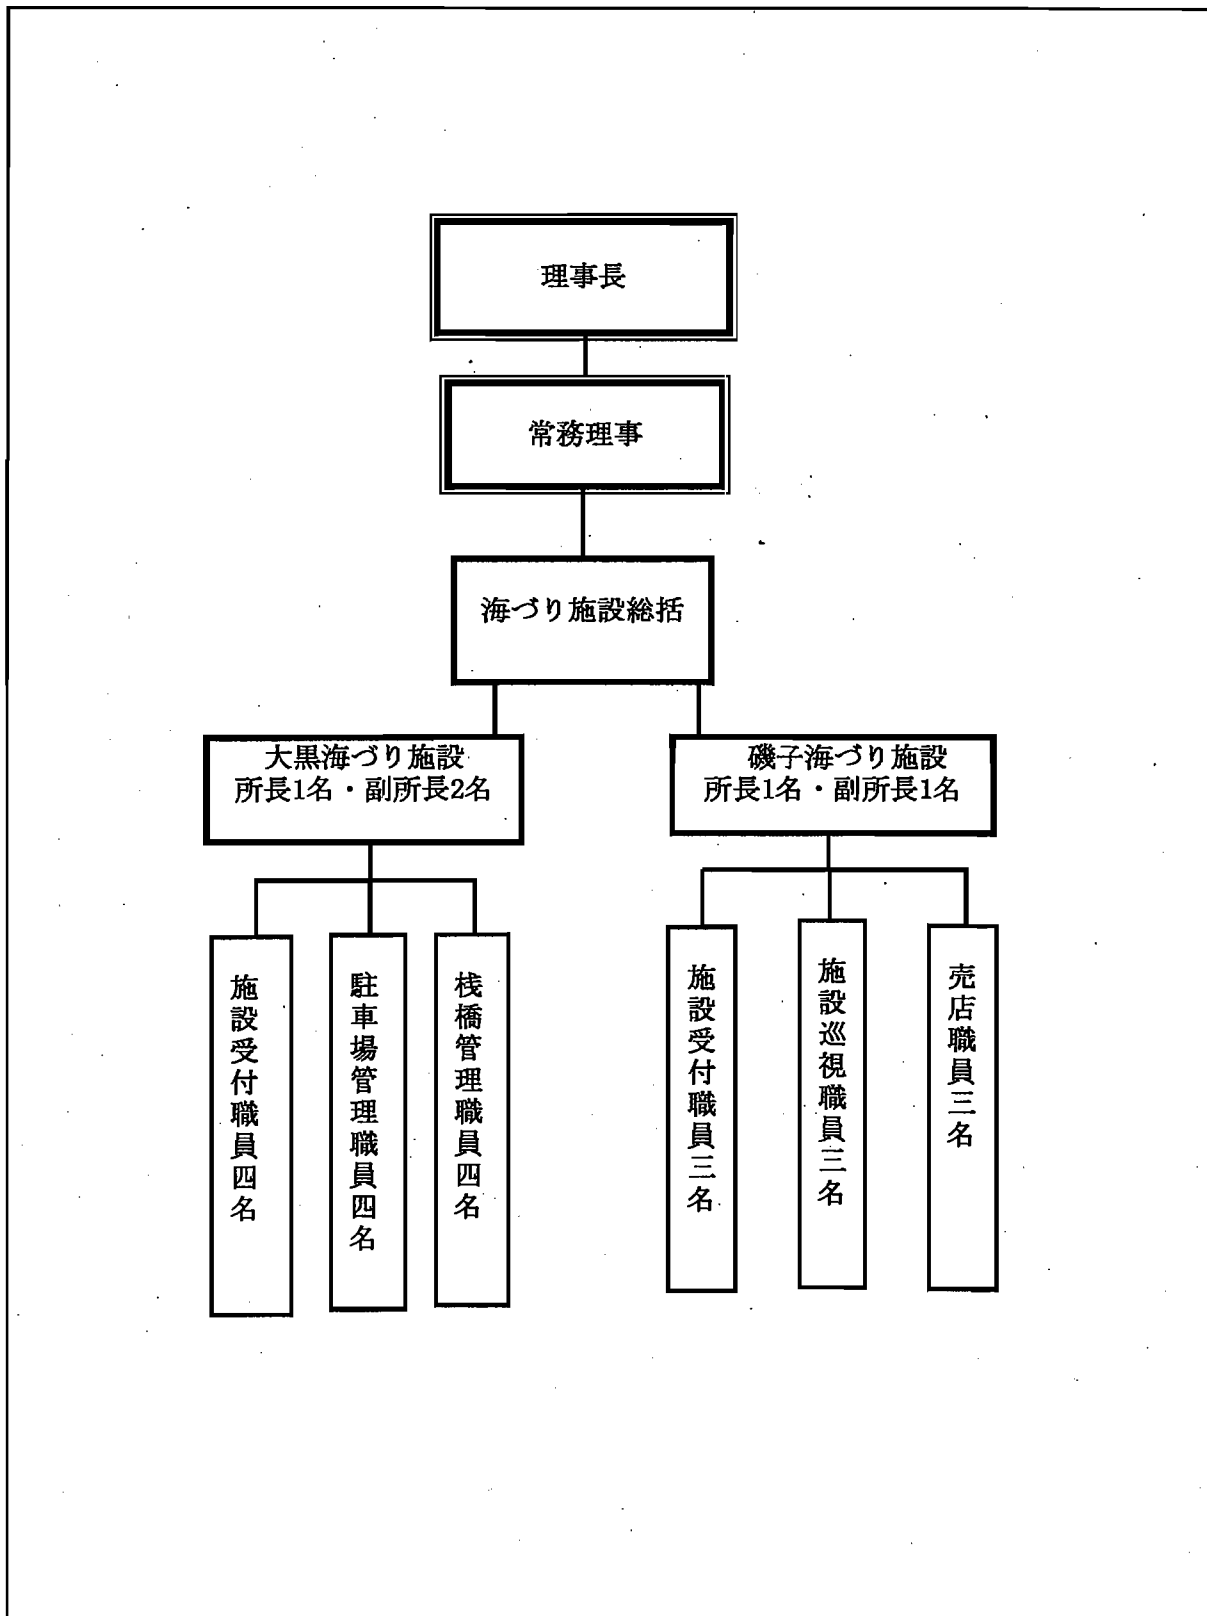 理事長
常務理事
海づり施設総括
大黒海づり施設
所長1名・副所長2名
磯子海づり施設
所長1名・副所長1名
施設受付職員四名
駐車場管理職員四名
桟橋管理職員四名
施設受付職員三名
施設巡視職員三名
売店職員三名